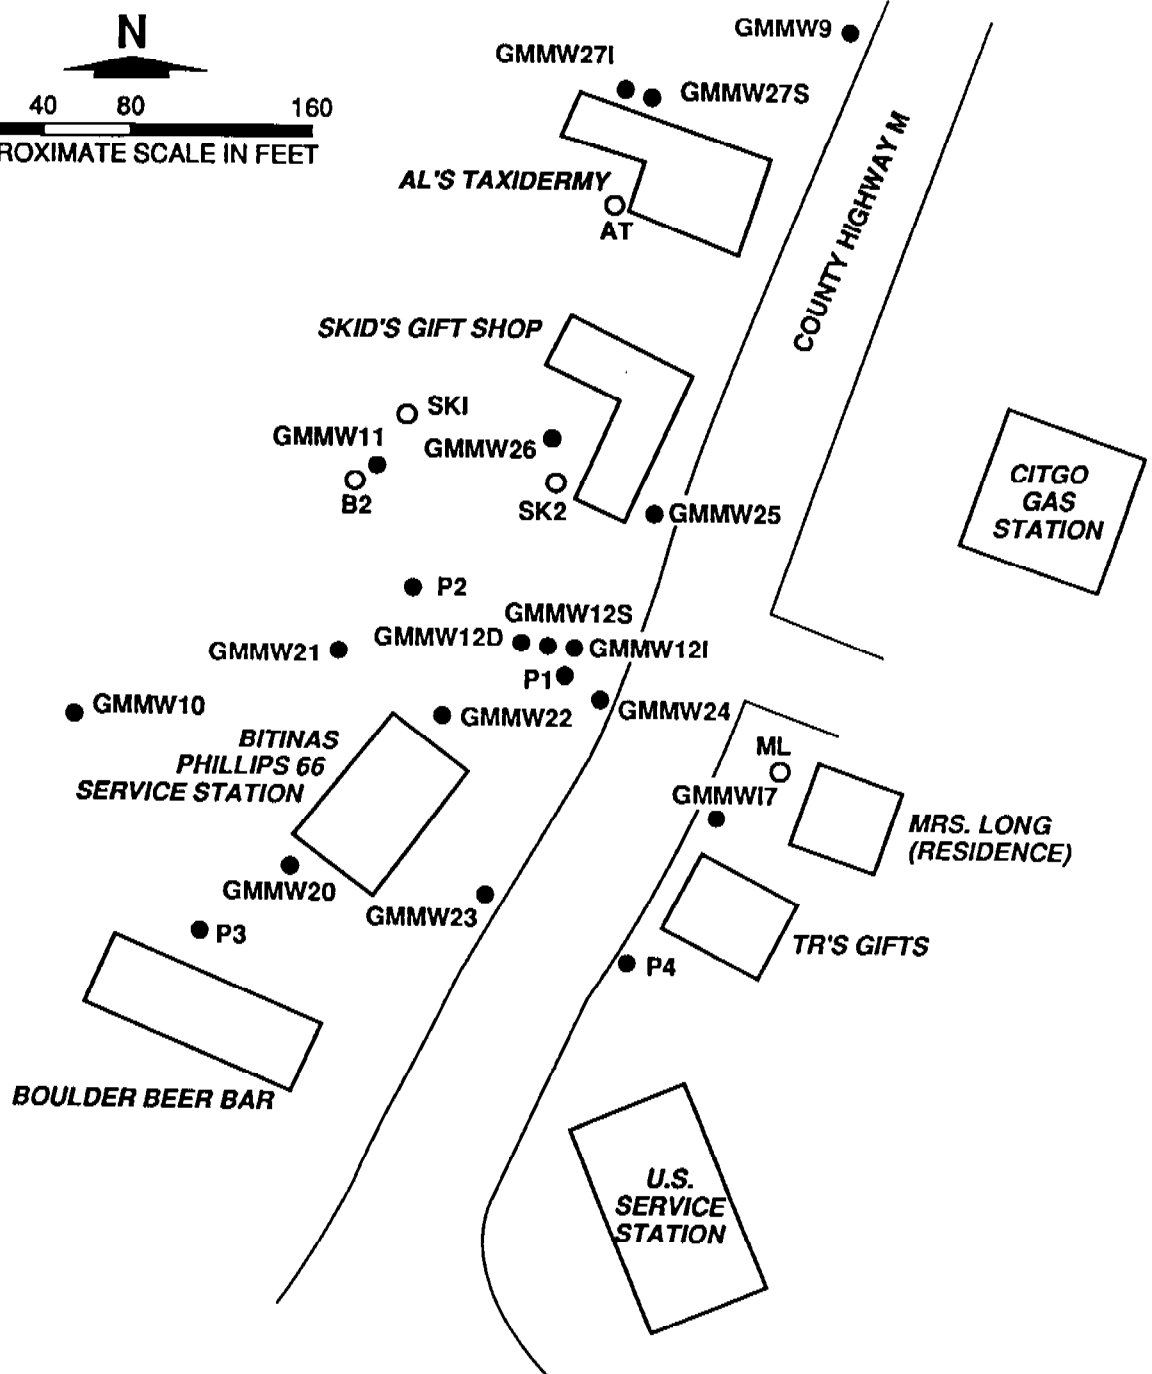 N
40 80 160
ROXIMATE SCALE IN FEET
GMMW9
GMMW27I
GMMW27S
COUNTY HIGHWAY M
AL'S TAXIDERMY
AT
SKID'S GIFT SHOP
SKI
GMMW11
GMMW26
B2
SK2
GMMW25
CITGO
GAS
STATION
P2
GMMW12S
GMMW12D
GMMW12I
GMMW21
P1
GMMW10
GMMW22
GMMW24
BITINAS
PHILLIPS 66
SERVICE STATION
ML
GMMWI7
MRS. LONG
(RESIDENCE)
GMMW20
GMMW23
P3
TR'S GIFTS
P4
BOULDER BEER BAR
U.S.
SERVICE
STATION